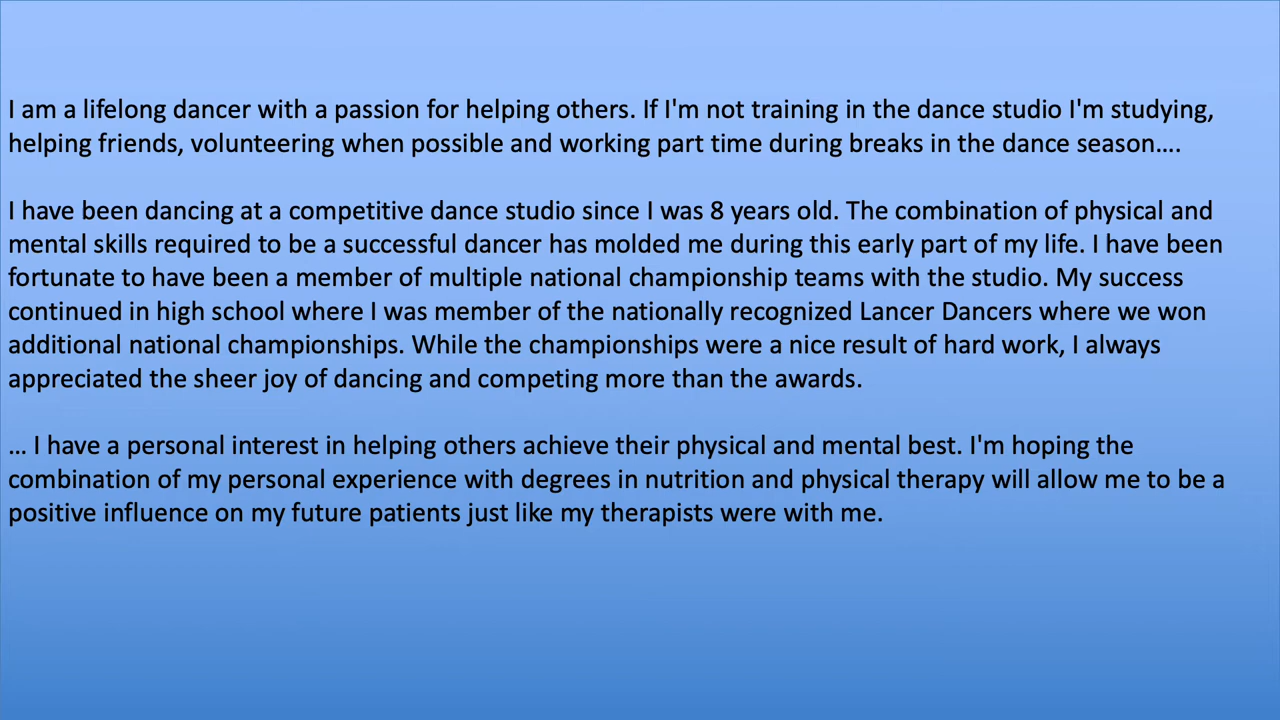 I am a lifelong dancer with a passion for helping others. If I'm not training in the dance studio I'm studying,
helping friends, volunteering when possible and working part time during breaks in the dance season….
I have been dancing at a competitive dance studio since I was 8 years old. The combination of physical and
mental skills required to be a successful dancer has molded me during this early part of my life. I have been
fortunate to have been a member of multiple national championship teams with the studio. My success
continued in high school where I was member of the nationally recognized Lancer Dancers where we won
additional national championships. While the championships were a nice result of hard work, I always
appreciated the sheer joy of dancing and competing more than the awards.
… I have a personal interest in helping others achieve their physical and mental best. I'm hoping the
combination of my personal experience with degrees in nutrition and physical therapy will allow me to be a
positive influence on my future patients just like my therapists were with me.